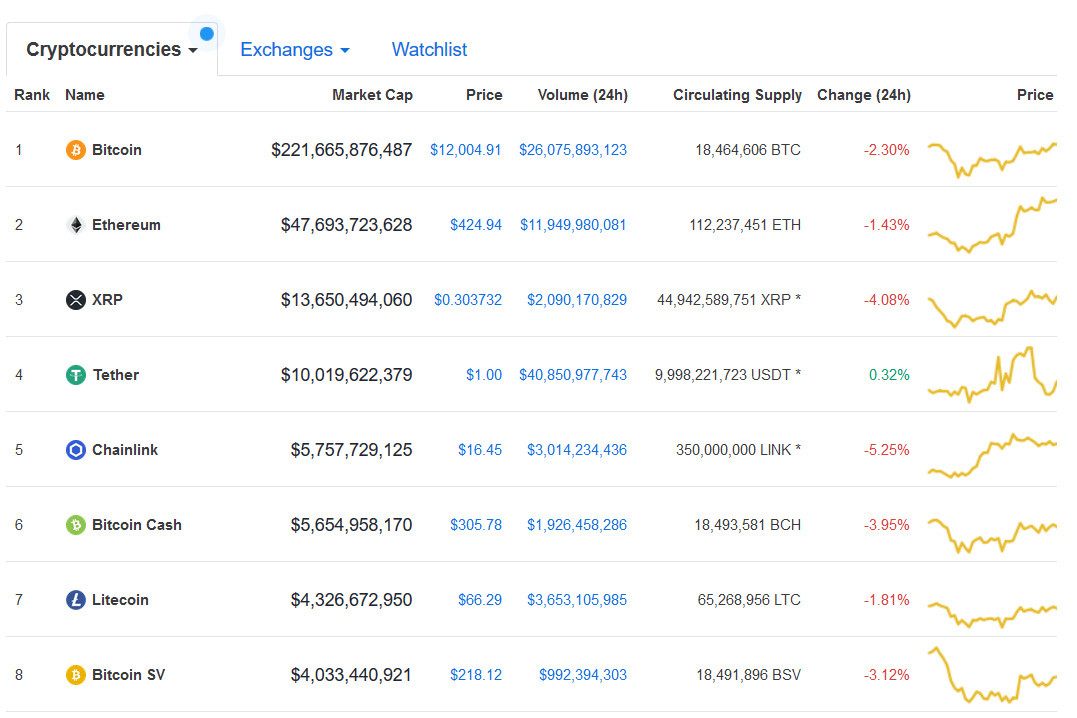 Cryptocurrencies Exchanges Watchlist
Rank Name Market Cap Price Volume (24h) Circulating Supply Change (24h) Price
1 Bitcoin $221,665,876,487 $12,004.91 $26,075,893,123 18,464,606 BTC -2.30%
2 Ethereum $47,693,723,628 $424.94 $11,949,980,081 112,237,451 ETH -1.43%
3 XRP $13,650,494,060 $0.303732 $2,090,170,829 44,942,589,751 XRP * -4.08%
4 Tether $10,019,622,379 $1.00 $40,850,977,743 9,998,221,723 USDT * 0.32%
5 Chainlink $5,757,729,125 $16.45 $3,014,234,436 350,000,000 LINK * -5.25%
6 Bitcoin Cash $5,654,958,170 $305.78 $1,926,458,286 18,493,581 BCH -3.95%
7 Litecoin $4,326,672,950 $66.29 $3,653,105,985 65,268,956 LTC -1.81%
8 Bitcoin SV $4,033,440,921 $218.12 $992,394,303 18,491,896 BSV -3.12%